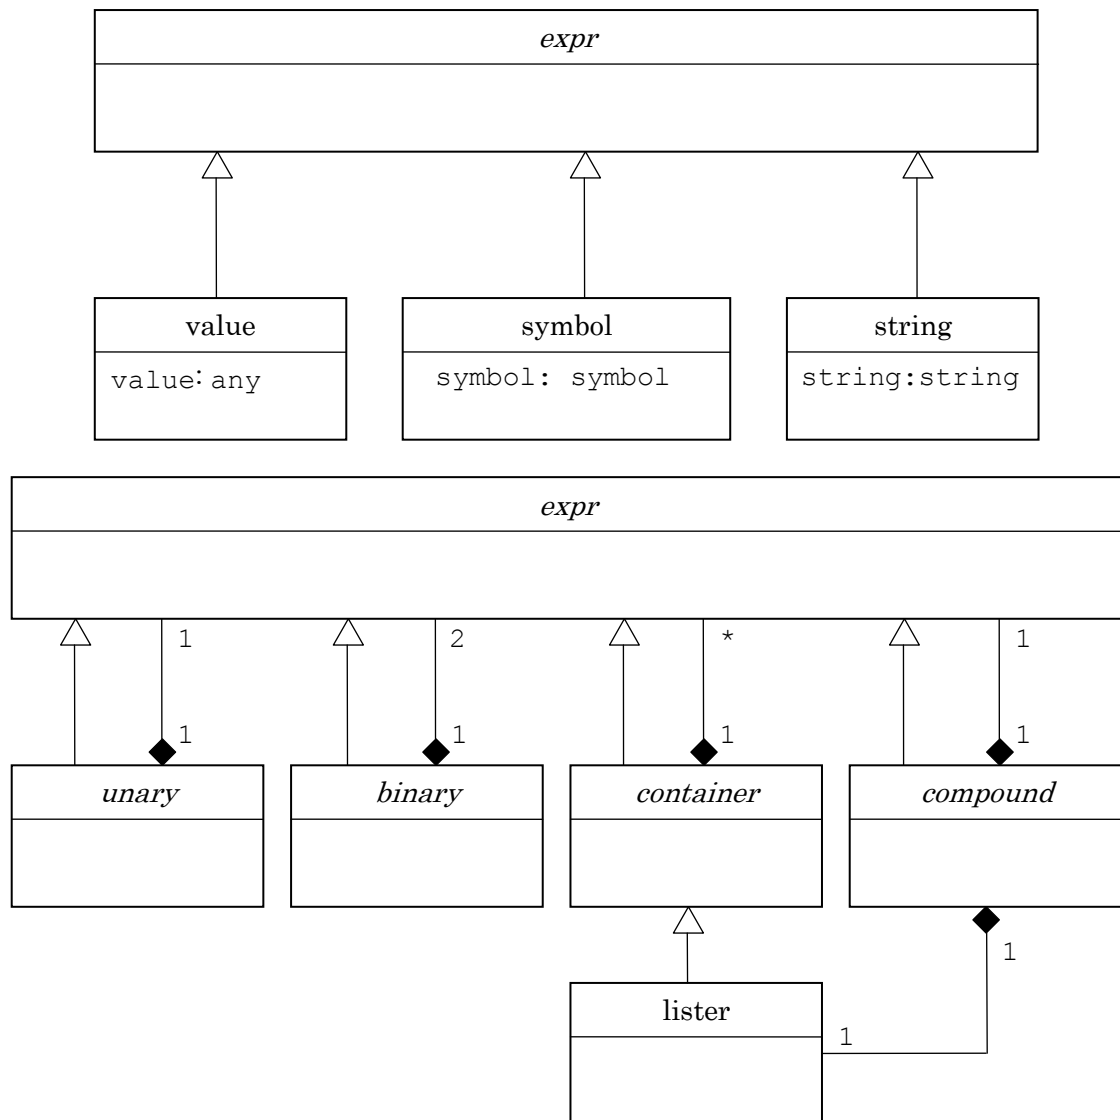 expr
value
symbol
string
value: any
symbol: symbol
string:string
expr
1
2
*
1
1
1
1
1
unary
binary
container
compound
1
lister
1